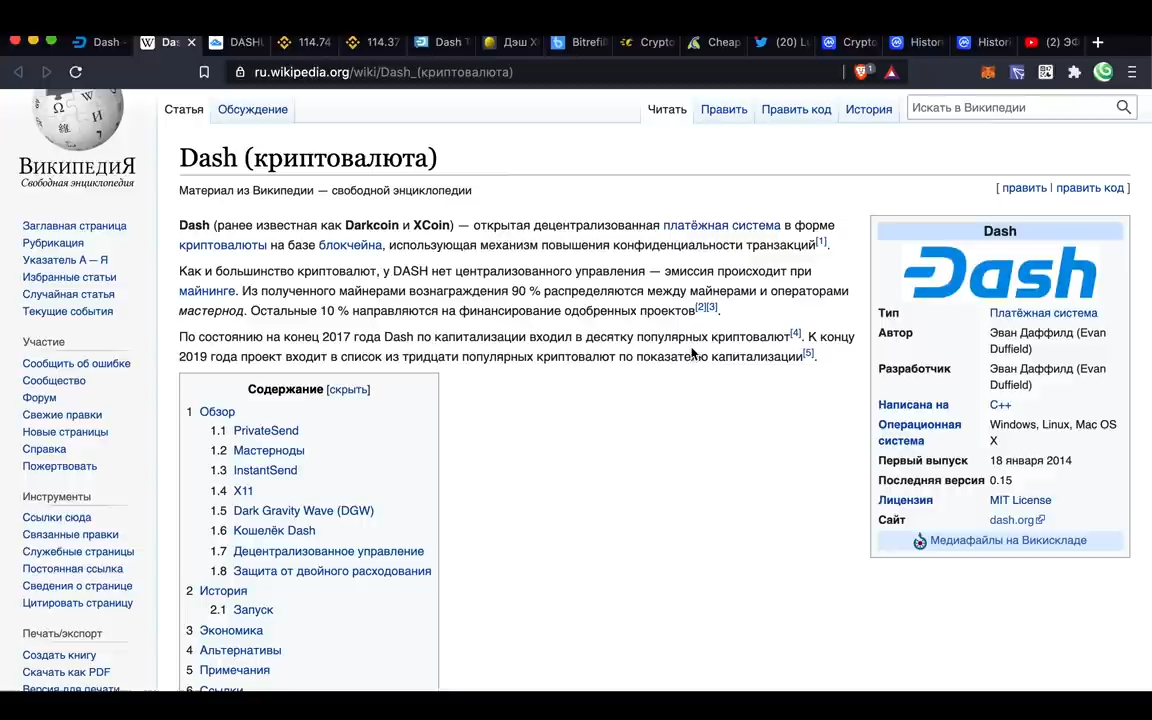 Dash
Das
DASHU
114.74
114.37
Dash T
Дэш X
Bitrefil
Crypto
Cheap
(20) L
Crypto
Histor
Histori
(2) ЭФ
ru.wikipedia.org/wiki/Dash_(криптовалюта)
1
Статья Обсуждение Читать Править Править код История Искать в Википедии
ВИКИПЕДИЯ
Свободная энциклопедия
Заглавная страница
Рубрикация
Указатель А — Я
Избранные статьи
Случайная статья
Текущие события
Участие
Сообщить об ошибке
Сообщество
Форум
Свежие правки
Новые страницы
Справка
Пожертвовать
Инструменты
Ссылки сюда
Связанные правки
Служебные страницы
Постоянная ссылка
Сведения о странице
Цитировать страницу
Печать/экспорт
Создать книгу
Скачать как PDF
Версия для печати
Dash (криптовалюта)
Материал из Википедии — свободной энциклопедии
[ править | править код ]
Dash (ранее известная как Darkcoin и XCoin) — открытая децентрализованная платёжная система в форме
криптовалюты на базе блокчейна, использующая механизм повышения конфиденциальности транзакций[1].
Как и большинство криптовалют, у DASH нет централизованного управления — эмиссия происходит при
майнинге. Из полученного майнерами вознаграждения 90 % распределяются между майнерами и операторами
мастернод. Остальные 10 % направляются на финансирование одобренных проектов[2][3].
По состоянию на конец 2017 года Dash по капитализации входил в десятку популярных криптовалют[4]. К концу
2019 года проект входит в список из тридцати популярных криптовалют по показателю капитализации[5].
Содержание [скрыть]
1 Обзор
1.1 PrivateSend
1.2 Мастерноды
1.3 InstantSend
1.4 X11
1.5 Dark Gravity Wave (DGW)
1.6 Кошелёк Dash
1.7 Децентрализованное управление
1.8 Защита от двойного расходования
2 История
2.1 Запуск
3 Экономика
4 Альтернативы
5 Примечания
6 Ссылки
Dash
Dash
Тип Платёжная система
Автор Эван Даффилд (Evan
Duffield)
Разработчик Эван Даффилд (Evan
Duffield)
Написана на C++
Операционная Windows, Linux, Mac OS
система X
Первый выпуск 18 января 2014
Последняя версия 0.15
Лицензия MIT License
Сайт dash.org
Медиафайлы на Викискладе